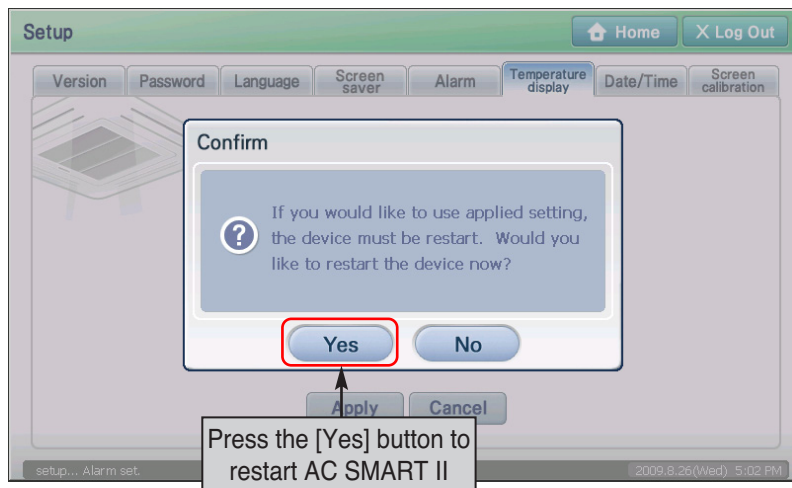 Setup
Home
X Log Out
Version
Password
Language
Screen
saver
Alarm
Temperature
display
Date/Time
Screen
calibration
Confirm
If you would like to use applied setting,
the device must be restart. Would you
like to restart the device now?
Yes
No
Apply
Cancel
Press the [Yes] button to
restart AC SMART II
setup... Alarm set.
2009.8.26(Wed) 5:02 PM